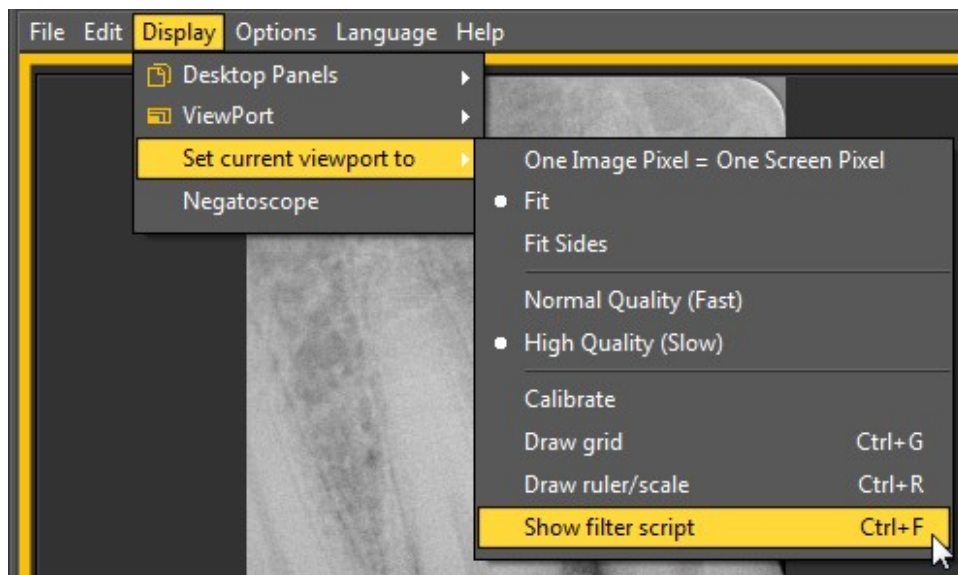 File Edit Display Options Language Help
Desktop Panels
ViewPort
Set current viewport to
Negatoscope
One Image Pixel = One Screen Pixel
Fit
Fit Sides
Normal Quality (Fast)
High Quality (Slow)
Calibrate
Draw grid Ctrl+G
Draw ruler/scale Ctrl+R
Show filter script Ctrl+F